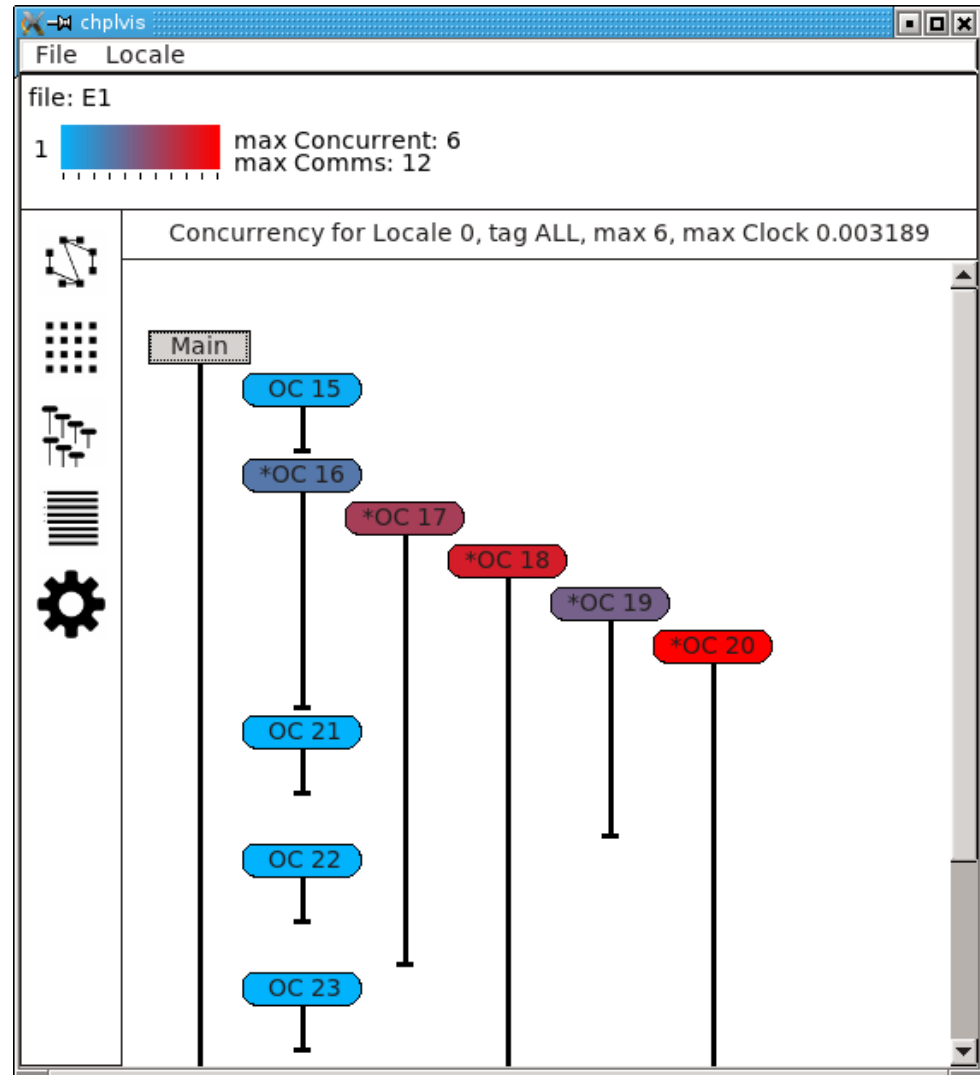 chplvis
File Locale
file: E1
1
max Concurrent: 6
max Comms: 12
Concurrency for Locale 0, tag ALL, max 6, max Clock 0.003189
Main
OC 15
*OC 16
*OC 17
*OC 18
*OC 19
*OC 20
OC 21
OC 22
OC 23